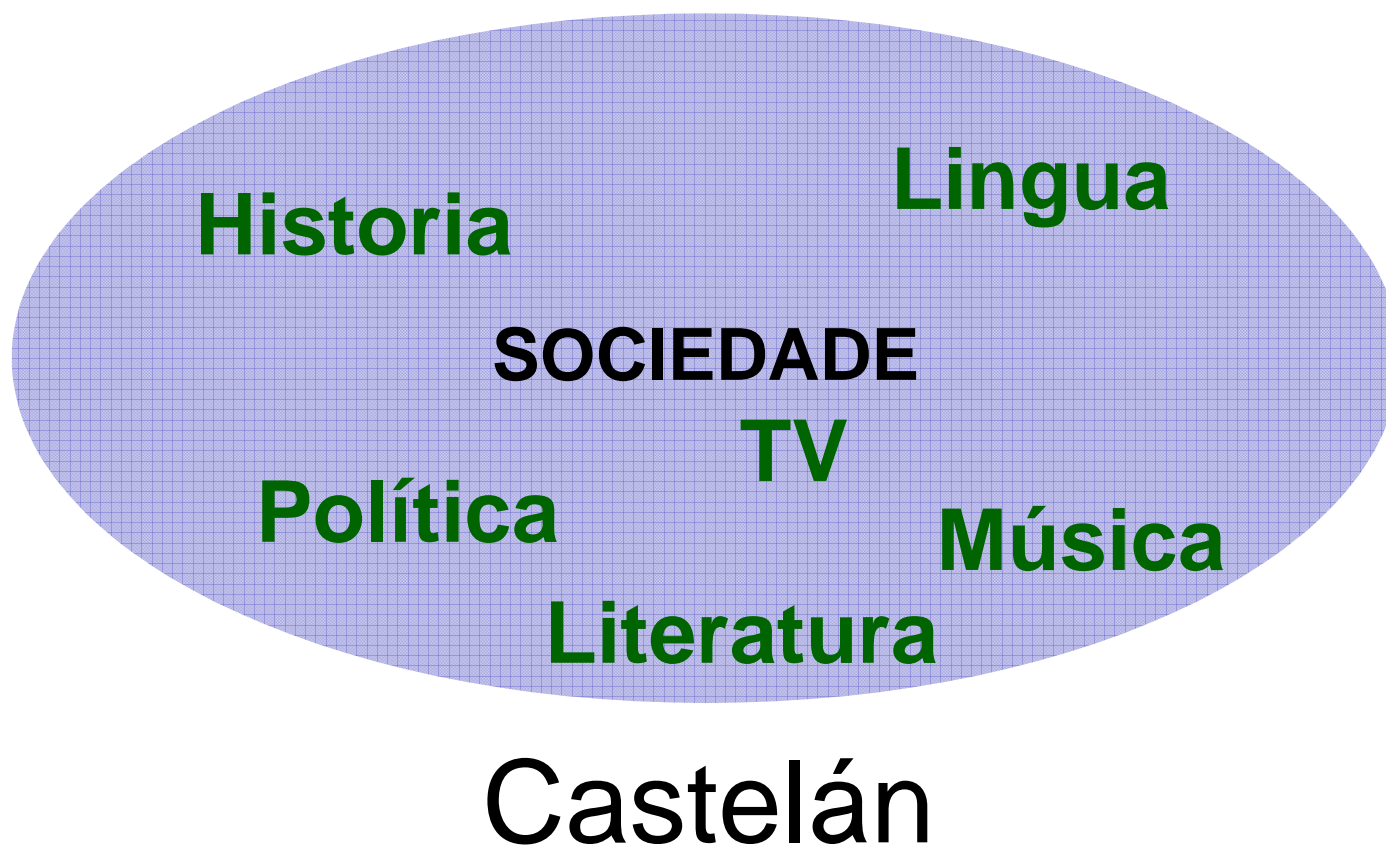 Lingua
Historia
SOCIEDADE
TV
Política
Música
Literatura
Castelán